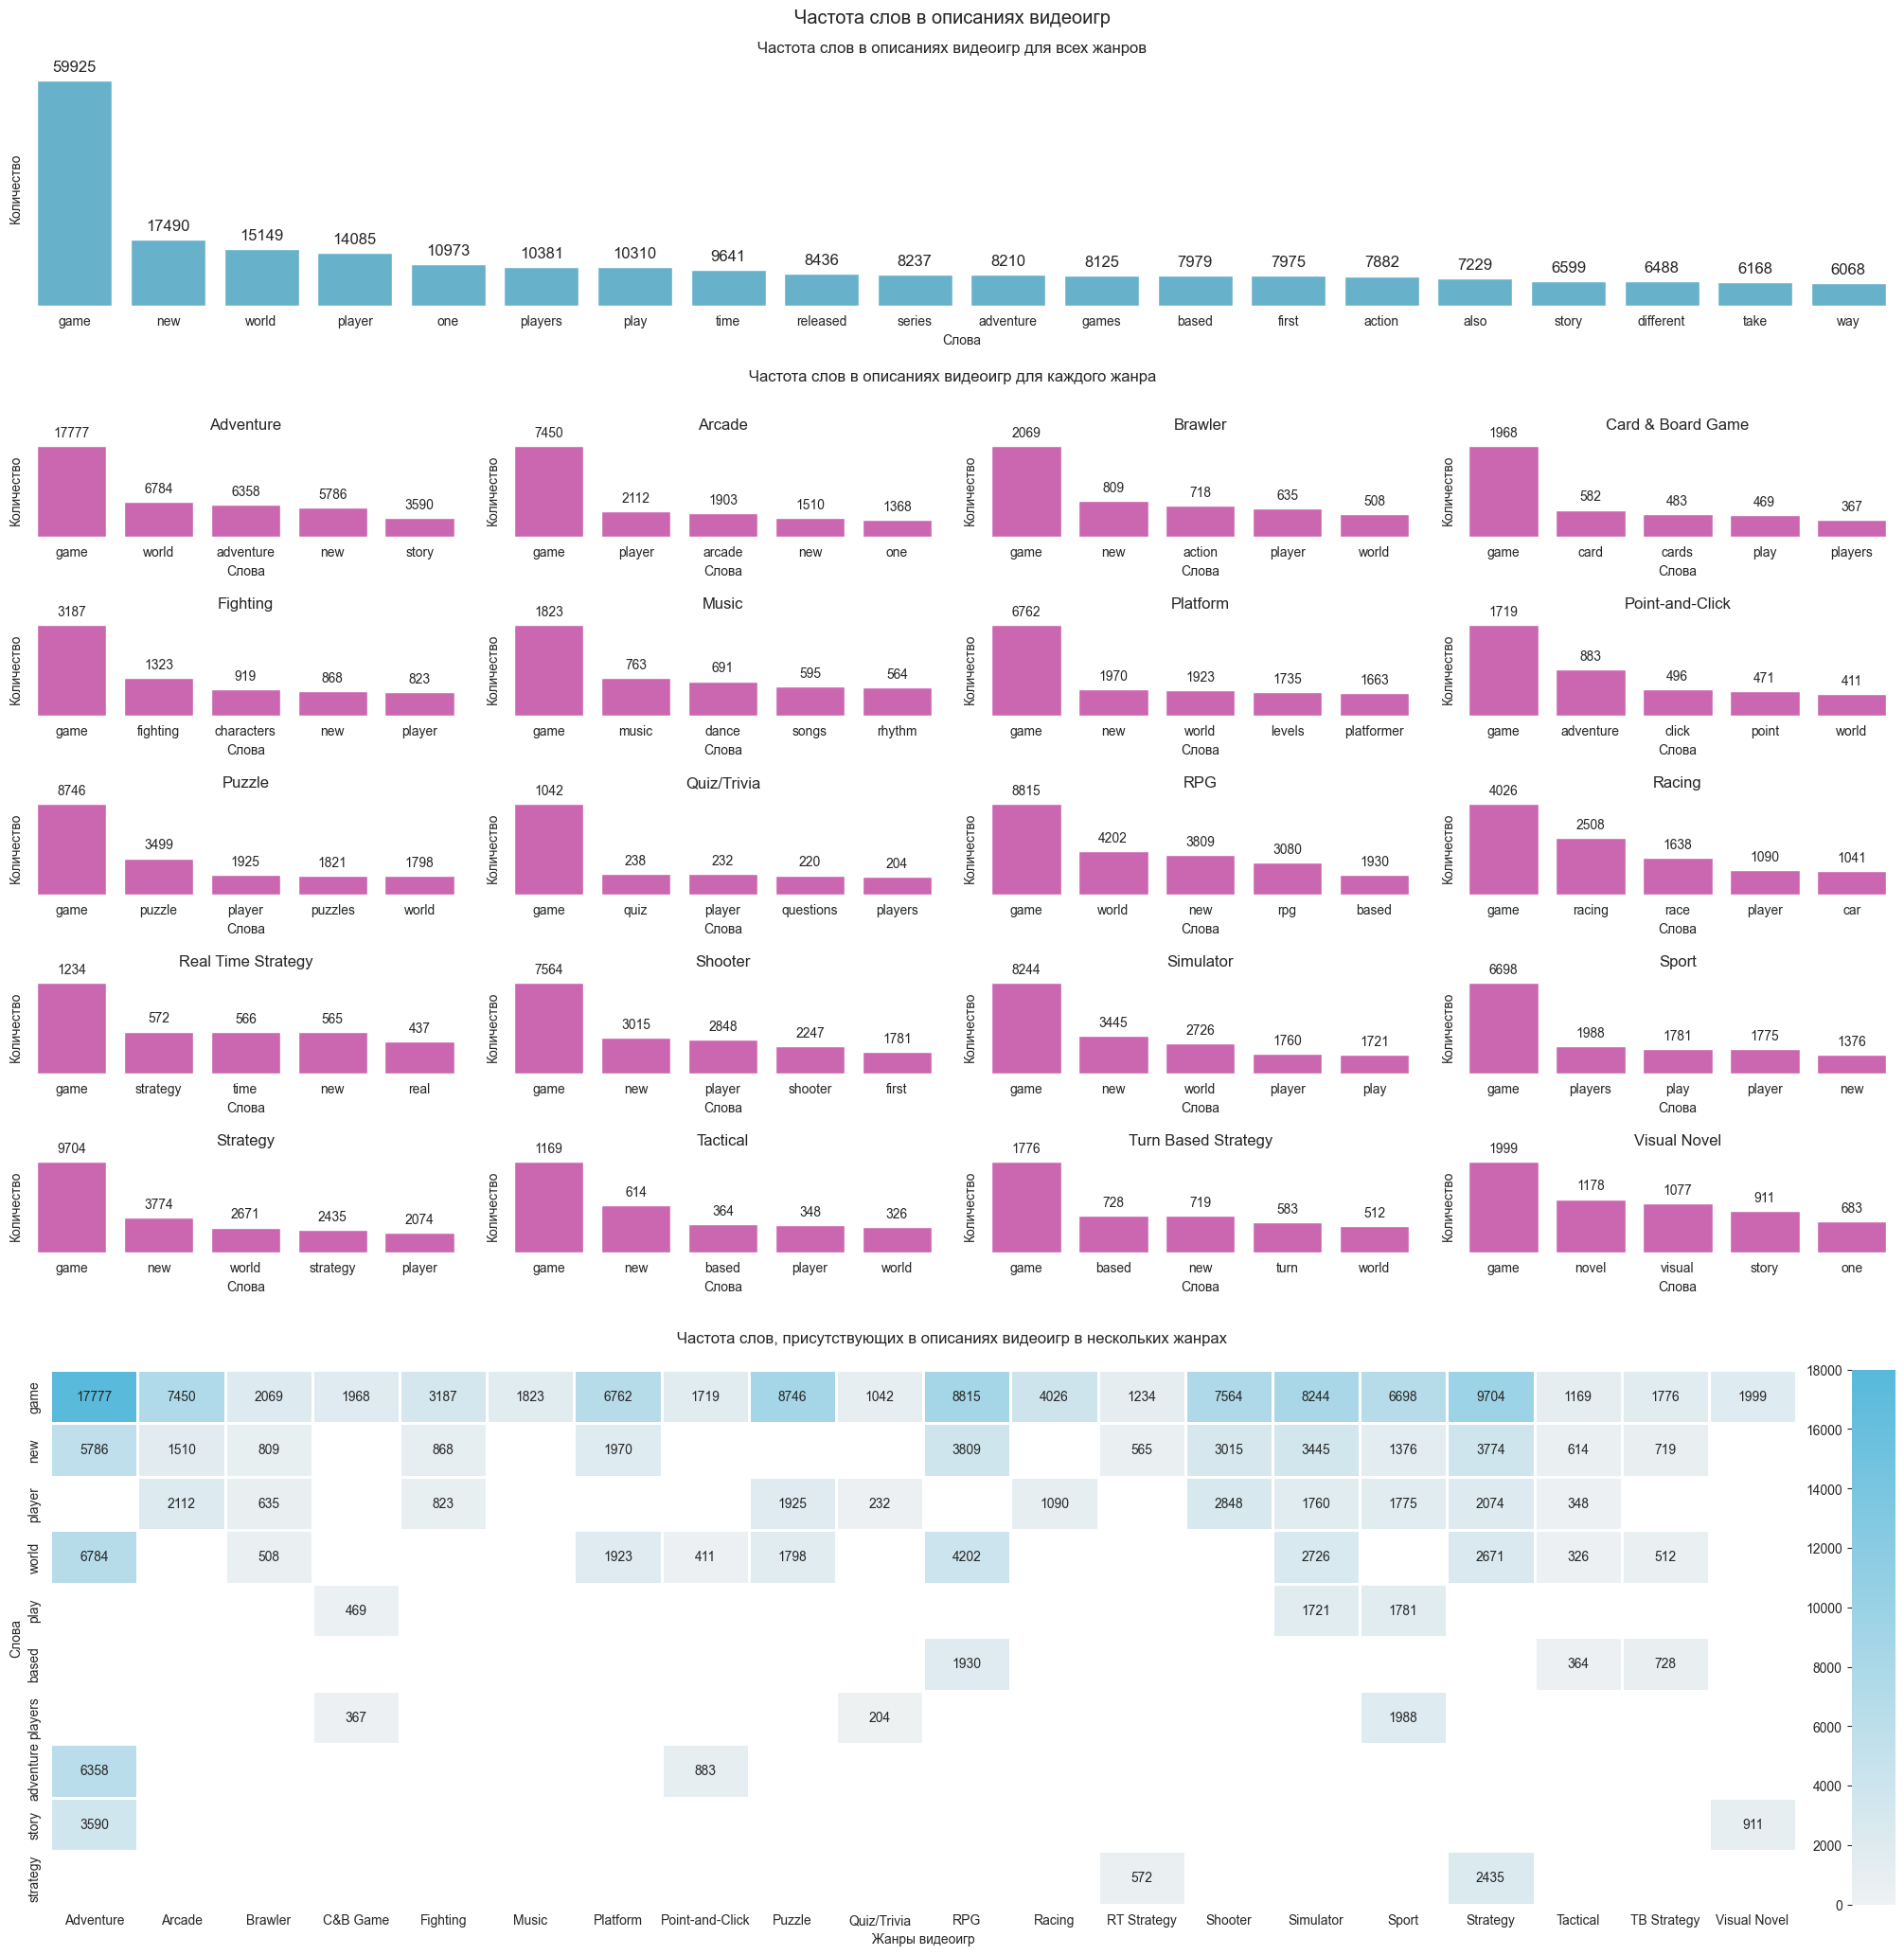 Частота слов в описаниях видеоигр
Частота слов в описаниях видеоигр для всех жанров
59925
17490 15149 14085 10973 10381 10310 9641 8436 8237 8210 8125 7979 7975 7882 7229 6599 6488 6168 6068
Количество
game new world player one players play time released series adventure games based first action also story different take way
Слова
Частота слов в описаниях видеоигр для каждого жанра
Adventure
17777 6784 6358 5786 3590
Количество
game world adventure new story
Слова
Arcade
7450 2112 1903 1510 1368
Количество
game player arcade new one
Слова
Brawler
2069 809 718 635 508
Количество
game new action player world
Слова
Card & Board Game
1968 582 483 469 367
Количество
game card cards play players
Слова
Fighting
3187 1323 919 868 823
Количество
game fighting characters new player
Слова
Music
1823 763 691 595 564
Количество
game music dance songs rhythm
Слова
Platform
6762 1970 1923 1735 1663
Количество
game new world levels platformer
Слова
Point-and-Click
1719 883 496 471 411
Количество
game adventure click point world
Слова
Puzzle
8746 3499 1925 1821 1798
Количество
game puzzle player puzzles world
Слова
Quiz/Trivia
1042 238 232 220 204
Количество
game quiz player questions players
Слова
RPG
8815 4202 3809 3080 1930
Количество
game world new rpg based
Слова
Racing
4026 2508 1638 1090 1041
Количество
game racing race player car
Слова
Real Time Strategy
1234 572 566 565 437
Количество
game strategy time new real
Слова
Shooter
7564 3015 2848 2247 1781
Количество
game new player shooter first
Слова
Simulator
8244 3445 2726 1760 1721
Количество
game new world player play
Слова
Sport
6698 1988 1781 1775 1376
Количество
game players play player new
Слова
Strategy
9704 3774 2671 2435 2074
Количество
game new world strategy player
Слова
Tactical
1169 614 364 348 326
Количество
game new based player world
Слова
Turn Based Strategy
1776 728 719 583 512
Количество
game based new turn world
Слова
Visual Novel
1999 1178 1077 911 683
Количество
game novel visual story one
Слова
Частота слов, присутствующих в описаниях видеоигр в нескольких жанрах
game 17777 7450 2069 1968 3187 1823 6762 1719 8746 1042 8815 4026 1234 7564 8244 6698 9704 1169 1776 1999
new 5786 1510 809 868 1970 3809 565 3015 3445 1376 3774 614 719
player 2112 635 823 1925 232 1090 2848 1760 1775 2074 348
world 6784 508 1923 411 1798 4202 2726 2671 326 512
play 469 1721 1781
based 1930 364 728
players 367 204 1988
adventure 6358 883
story 3590 911
strategy 572 2435
Слова
Adventure Arcade Brawler C&B Game Fighting Music Platform Point-and-Click Puzzle Quiz/Trivia RPG Racing RT Strategy Shooter Simulator Sport Strategy Tactical TB Strategy Visual Novel
Жанры видеоигр
18000
16000
14000
12000
10000
8000
6000
4000
2000
0